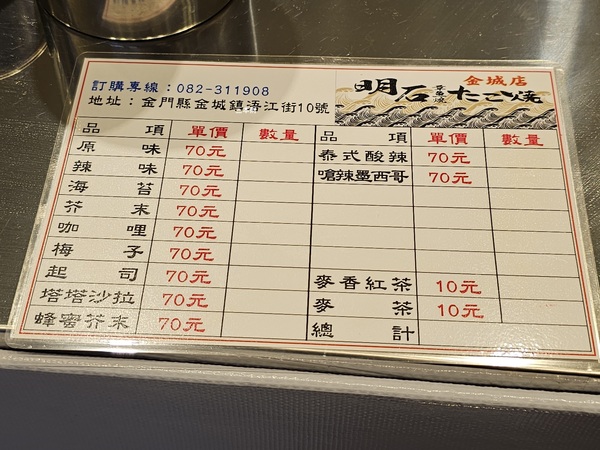 訂購專線：082-311908
地址：金門縣金城鎮浯江街10號
金城店
明石たこ焼
品項 單價 數量
原味 70元
辣味 70元
海苔 70元
芥末 70元
咖哩 70元
梅子 70元
起司 70元
塔塔沙拉 70元
蜂蜜芥末 70元
品項 單價 數量
泰式酸辣 70元
嗆辣墨西哥 70元
麥香紅茶 10元
麥茶 10元
總計